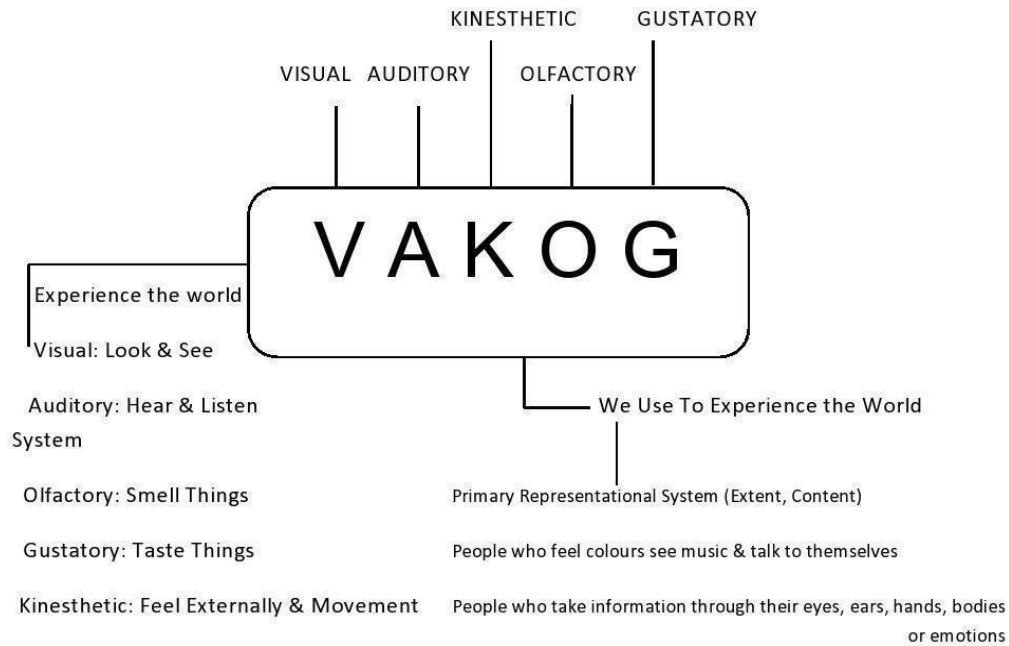 KINESTHETIC GUSTATORY
VISUAL AUDITORY OLFACTORY
V A K O G
Experience the world
Visual: Look & See
Auditory: Hear & Listen
System
Olfactory: Smell Things
Gustatory: Taste Things
Kinesthetic: Feel Externally & Movement
We Use To Experience the World
Primary Representational System (Extent, Content)
People who feel colours see music & talk to themselves
People who take information through their eyes, ears, hands, bodies
or emotions